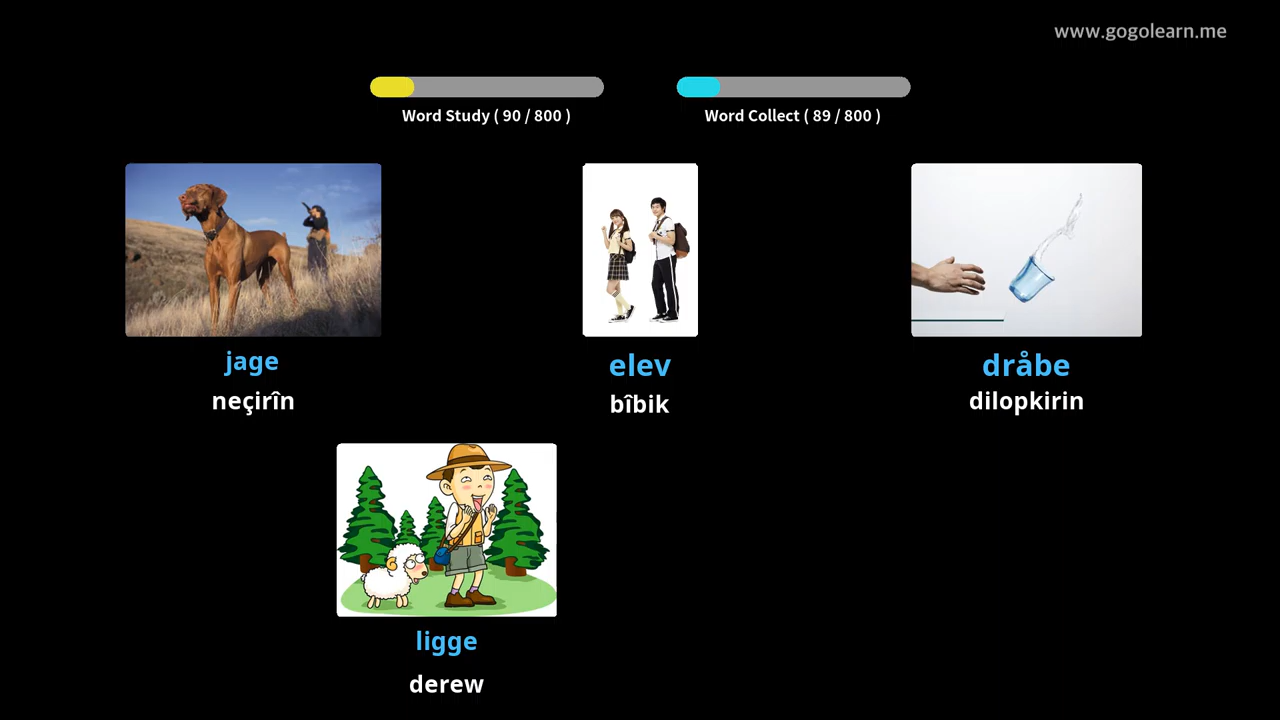 www.gogolearn.me
Word Study ( 90 / 800 )
Word Collect ( 89 / 800 )
jage
neçirîn
elev
bîbik
dråbe
dilopkirin
ligge
derew